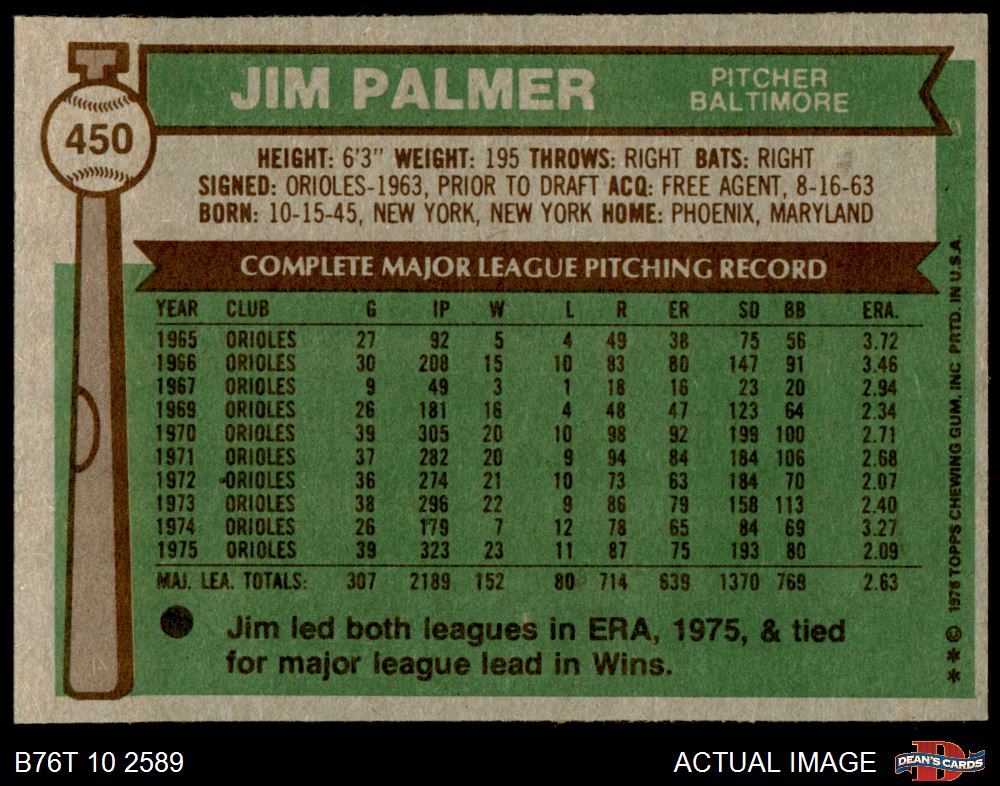 JIM PALMER
PITCHER
BALTIMORE
450
HEIGHT: 6'3" WEIGHT: 195 THROWS: RIGHT BATS: RIGHT
SIGNED: ORIOLES-1963, PRIOR TO DRAFT ACQ: FREE AGENT, 8-16-63
BORN: 10-15-45, NEW YORK, NEW YORK HOME: PHOENIX, MARYLAND
COMPLETE MAJOR LEAGUE PITCHING RECORD
YEAR CLUB G IP W L R ER SO BB ERA.
1965 ORIOLES 27 92 5 4 49 38 75 56 3.72
1966 ORIOLES 30 208 15 10 83 80 147 91 3.46
1967 ORIOLES 9 49 3 1 18 16 23 20 2.94
1969 ORIOLES 26 181 16 4 48 47 123 64 2.34
1970 ORIOLES 39 305 20 10 98 92 199 100 2.71
1971 ORIOLES 37 282 20 9 94 84 184 106 2.68
1972 ORIOLES 36 274 21 10 73 63 184 70 2.07
1973 ORIOLES 38 296 22 9 86 79 158 113 2.40
1974 ORIOLES 26 179 7 12 78 65 84 69 3.27
1975 ORIOLES 39 323 23 11 87 75 193 80 2.09
MAJ. LEA. TOTALS: 307 2189 152 80 714 639 1370 769 2.63
Jim led both leagues in ERA, 1975, & tied
for major league lead in Wins.
* * © 1976 TOPPS CHEWING GUM, INC PRTD. IN U.S.A.
B76T 10 2589
ACTUAL IMAGE
DEAN'S CARDS